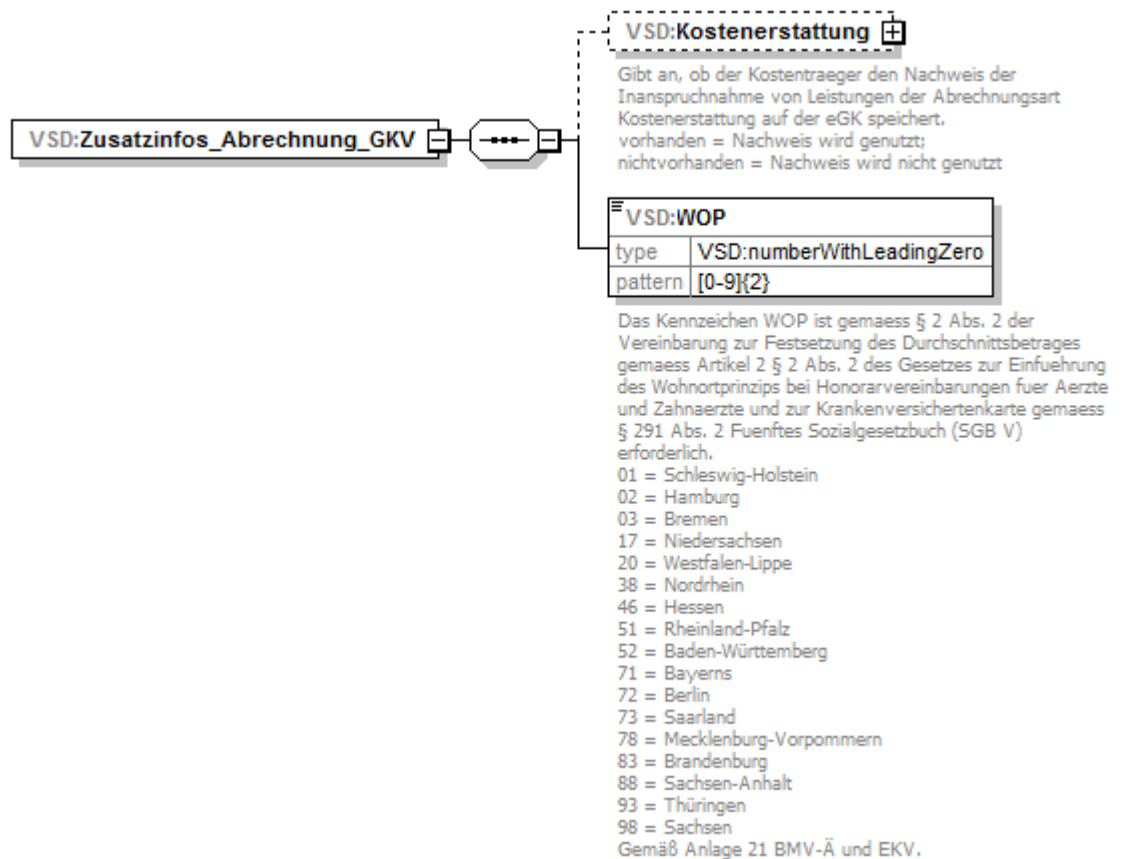 VSD:Kostenerstattung
Gibt an, ob der Kostentraeger den Nachweis der
Inanspruchnahme von Leistungen der Abrechnungsart
Kostenerstattung auf der eGK speichert.
vorhanden = Nachweis wird genutzt;
nichtvorhanden = Nachweis wird nicht genutzt
VSD:Zusatzinfos_Abrechnung_GKV
VSD:WOP
type VSD:numberWithLeadingZero
pattern [0-9]{2}
Das Kennzeichen WOP ist gemaess § 2 Abs. 2 der
Vereinbarung zur Festsetzung des Durchschnittsbetrages
gemaess Artikel 2 § 2 Abs. 2 des Gesetzes zur Einfuehrung
des Wohnortprinzips bei Honorarvereinbarungen fuer Aerzte
und Zahnaerzte und zur Krankenversichertenkarte gemaess
§ 291 Abs. 2 Fuenftes Sozialgesetzbuch (SGB V)
erforderlich.
01 = Schleswig-Holstein
02 = Hamburg
03 = Bremen
17 = Niedersachsen
20 = Westfalen-Lippe
38 = Nordrhein
46 = Hessen
51 = Rheinland-Pfalz
52 = Baden-Württemberg
71 = Bayerns
72 = Berlin
73 = Saarland
78 = Mecklenburg-Vorpommern
83 = Brandenburg
88 = Sachsen-Anhalt
93 = Thüringen
98 = Sachsen
Gemäß Anlage 21 BMV-Ä und EKV.